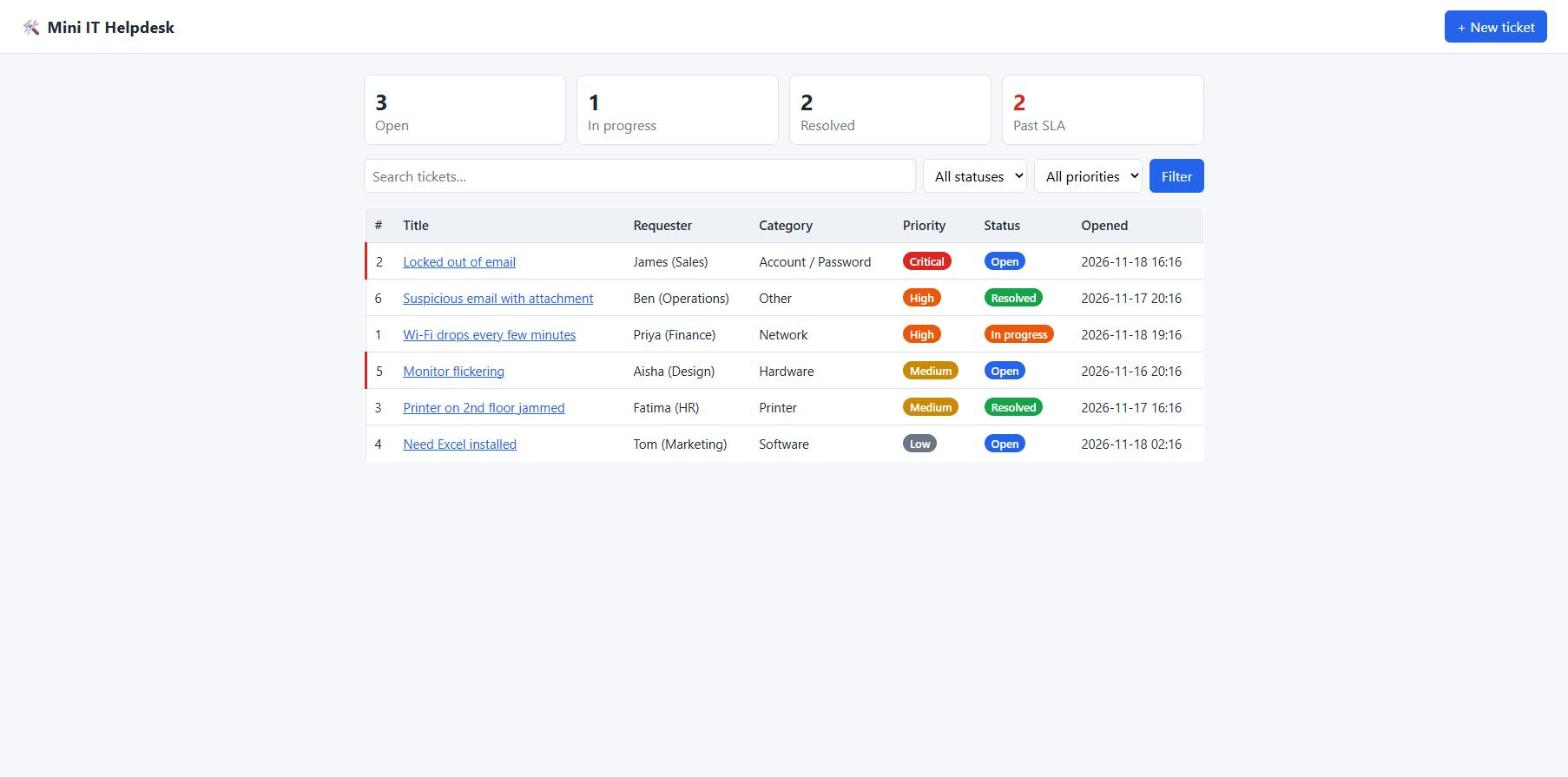 🛠️ Mini IT Helpdesk
+ New ticket
3
Open
1
In progress
2
Resolved
2
Past SLA
Search tickets...
All statuses
All priorities
Filter
# Title Requester Category Priority Status Opened
2 Locked out of email James (Sales) Account / Password Critical Open 2026-11-18 16:16
6 Suspicious email with attachment Ben (Operations) Other High Resolved 2026-11-17 20:16
1 Wi-Fi drops every few minutes Priya (Finance) Network High In progress 2026-11-18 19:16
5 Monitor flickering Aisha (Design) Hardware Medium Open 2026-11-16 20:16
3 Printer on 2nd floor jammed Fatima (HR) Printer Medium Resolved 2026-11-17 16:16
4 Need Excel installed Tom (Marketing) Software Low Open 2026-11-18 02:16